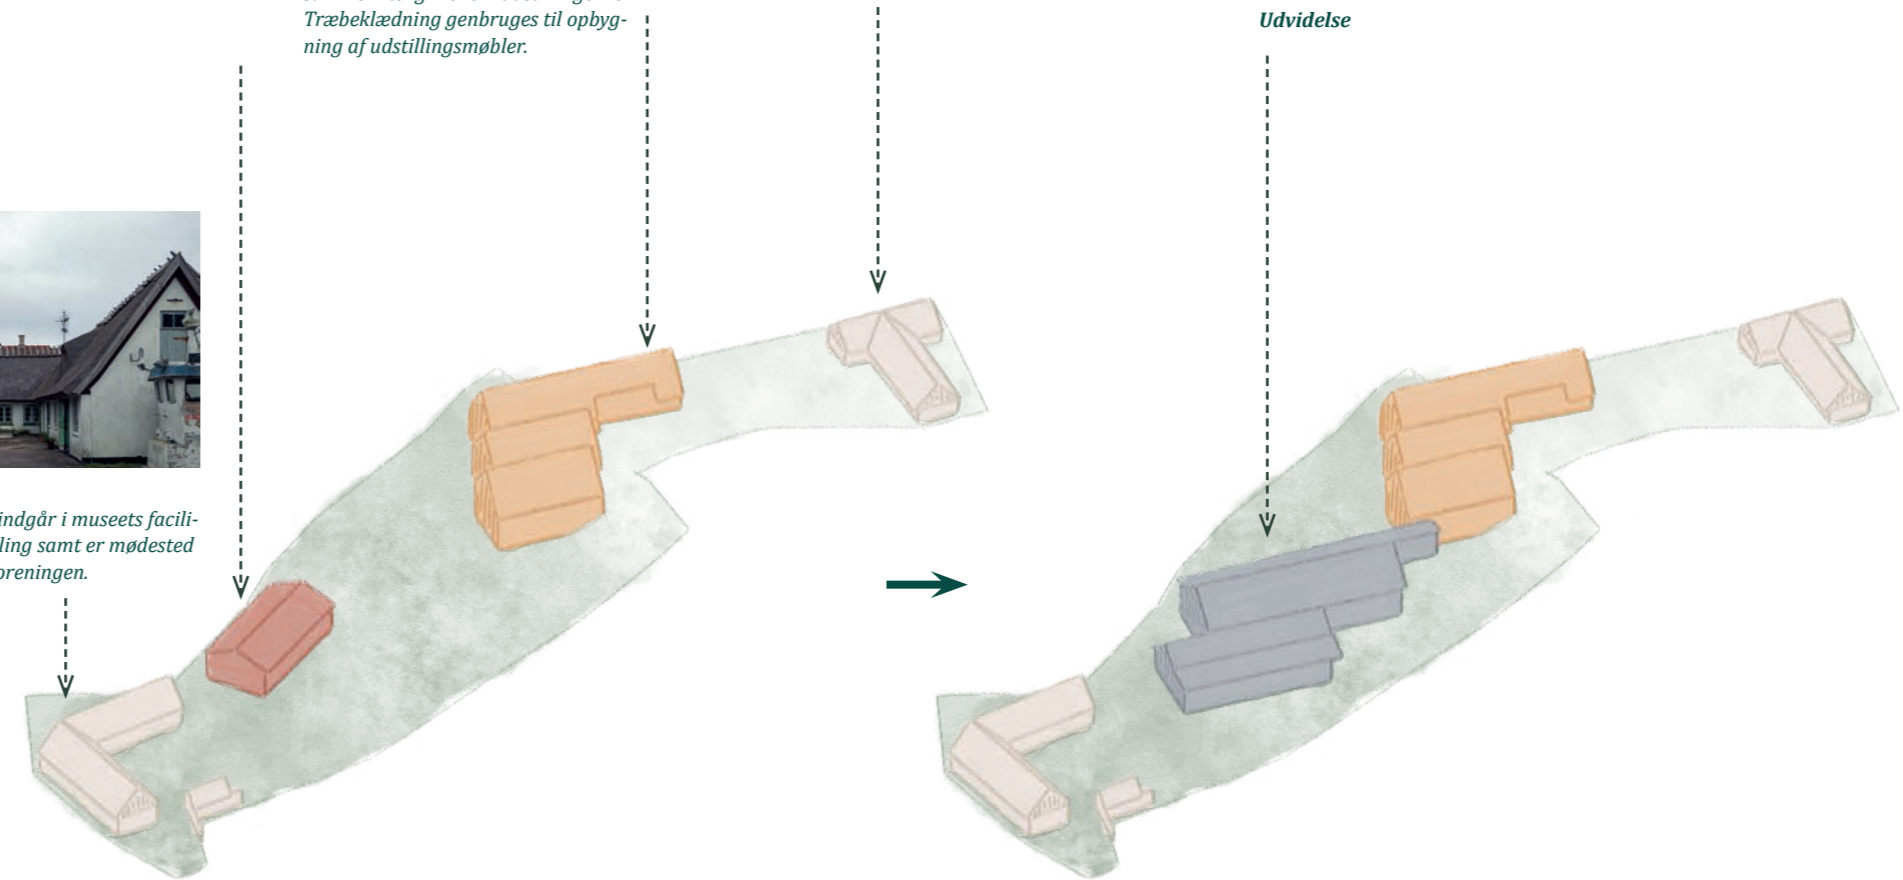 Træbeklædning genbruges til opbyg-
ning af udstillingsmøbler.
Udvidelse
indgår i museets facili-
ling samt er mødested
oreningen.